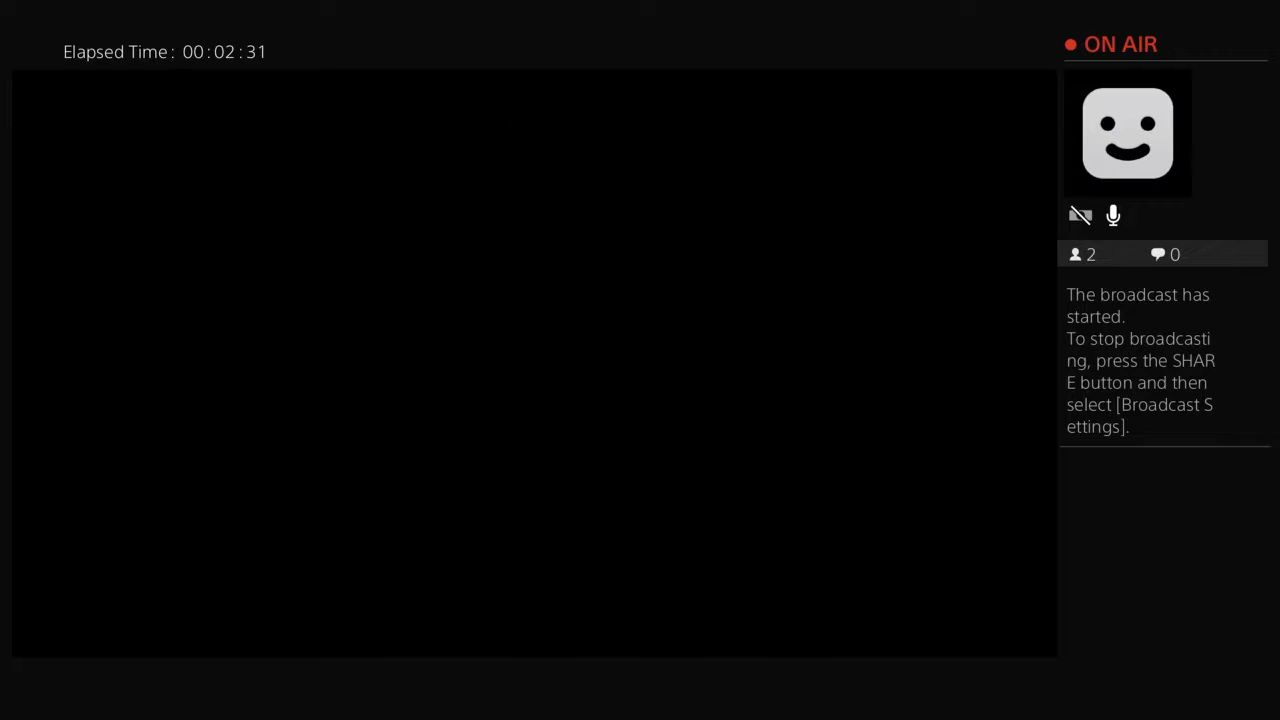 Elapsed Time: 00:02:31
ON AIR
2 0
The broadcast has
started.
To stop broadcasti
ng, press the SHAR
E button and then
select [Broadcast S
ettings].